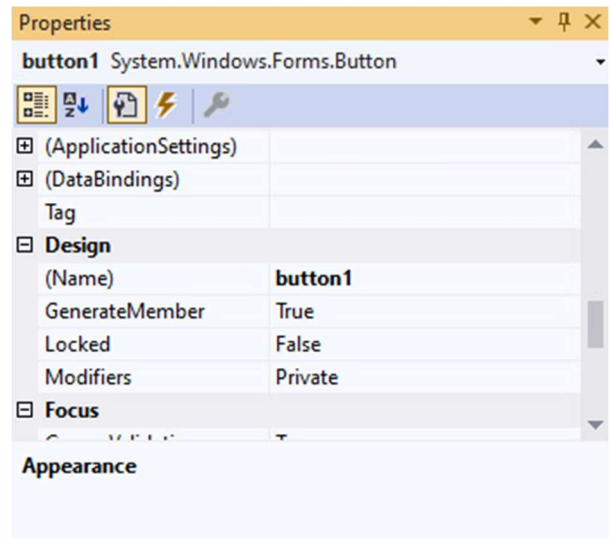 Properties
button1 System.Windows.Forms.Button
(ApplicationSettings)
(DataBindings)
Tag
Design
(Name) button1
GenerateMember True
Locked False
Modifiers Private
Focus
Appearance